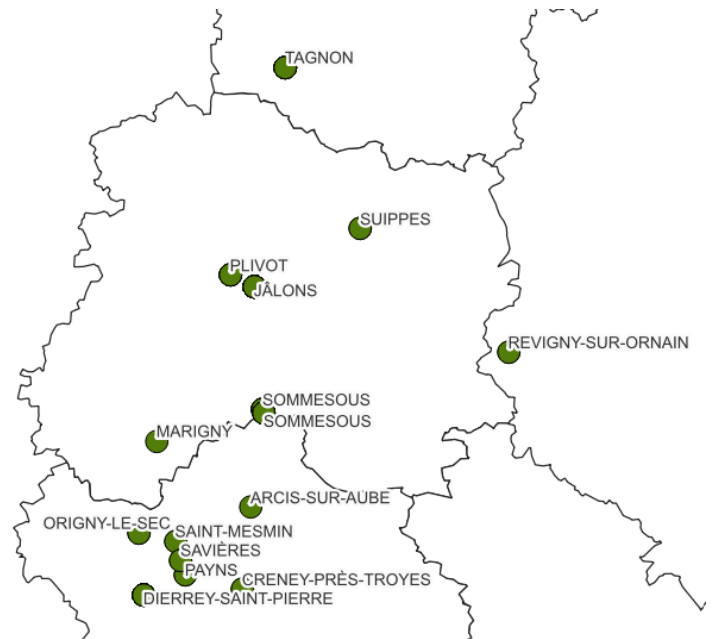 TAGNON
SUIPPES
PLIVOT
JÂLONS
REVIGNY-SUR-ORNAIN
SOMMESOUS
SOMMESOUS
MARIGNY
ARCIS-SUR-AUBE
ORIGNY-LE-SEC
SAINT-MESMIN
SAVIÈRES
PAYNS
CRENEY-PRÈS-TROYES
DIERREY-SAINT-PIERRE